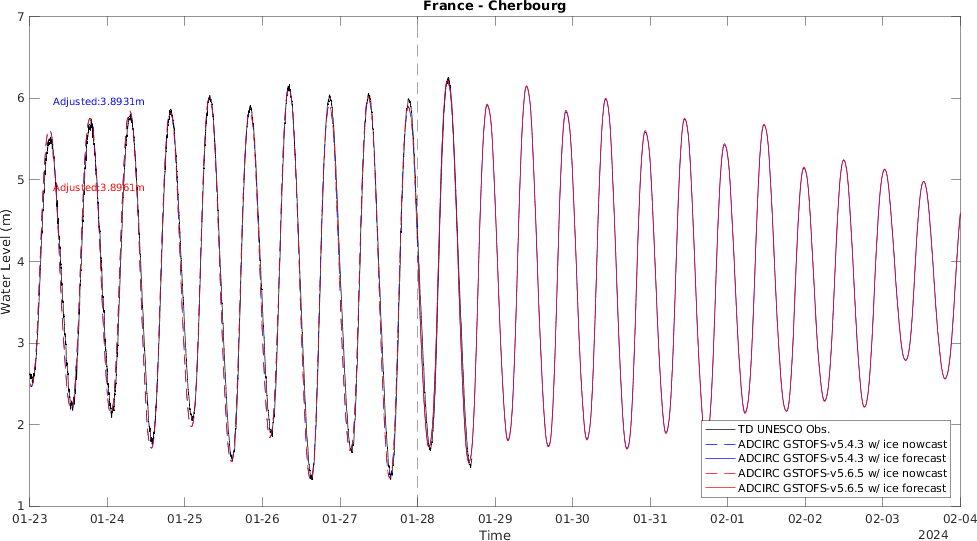 France - Cherbourg
7
6
5
4
3
2
1
Water Level (m)
Adjusted:3.8931m
Adjusted:3.8961m
TD UNESCO Obs.
ADCIRC GSTOFS-v5.4.3 w/ ice nowcast
ADCIRC GSTOFS-v5.4.3 w/ ice forecast
ADCIRC GSTOFS-v5.6.5 w/ ice nowcast
ADCIRC GSTOFS-v5.6.5 w/ ice forecast
01-23 01-24 01-25 01-26 01-27 01-28 01-29 01-30 01-31 02-01 02-02 02-03 02-04
Time
2024